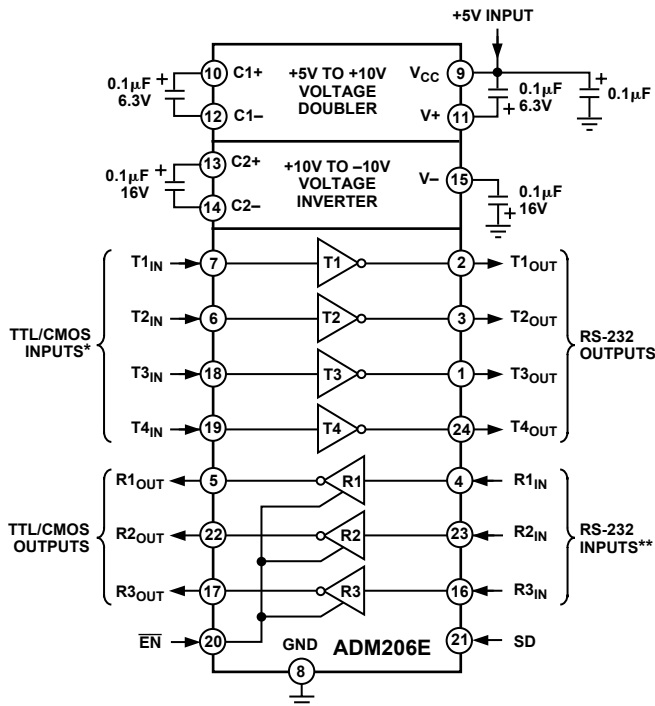 +5V INPUT
0.1µF
6.3V
10 C1+
12 C1–
+5V TO +10V
VOLTAGE
DOUBLER
VCC 9
V+ 11
0.1µF
6.3V
0.1µF
0.1µF
16V
13 C2+
14 C2–
+10V TO –10V
VOLTAGE
INVERTER
V– 15
0.1µF
16V
TTL/CMOS
INPUTS*
T1IN 7 T1 2 T1OUT
T2IN 6 T2 3 T2OUT
T3IN 18 T3 1 T3OUT
T4IN 19 T4 24 T4OUT
RS-232
OUTPUTS
TTL/CMOS
OUTPUTS
R1OUT 5 R1 4 R1IN
R2OUT 22 R2 23 R2IN
R3OUT 17 R3 16 R3IN
RS-232
INPUTS**
EN 20 21 SD
GND
8
ADM206E